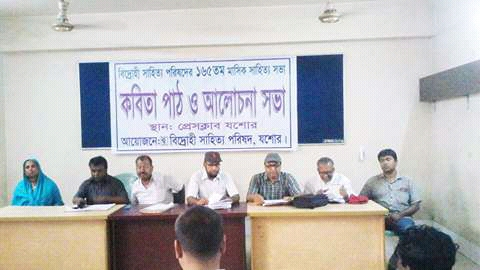 বিদ্রোহী সাহিত্য পরিষদের ১৬৫তম মাসিক সাহিত্য সভা
কবিতা পাঠ ও আলোচনা সভা
স্থান: প্রেসক্লাব যশোর
আয়োজনেঃ বিদ্রোহী সাহিত্য পরিষদ, যশোর।